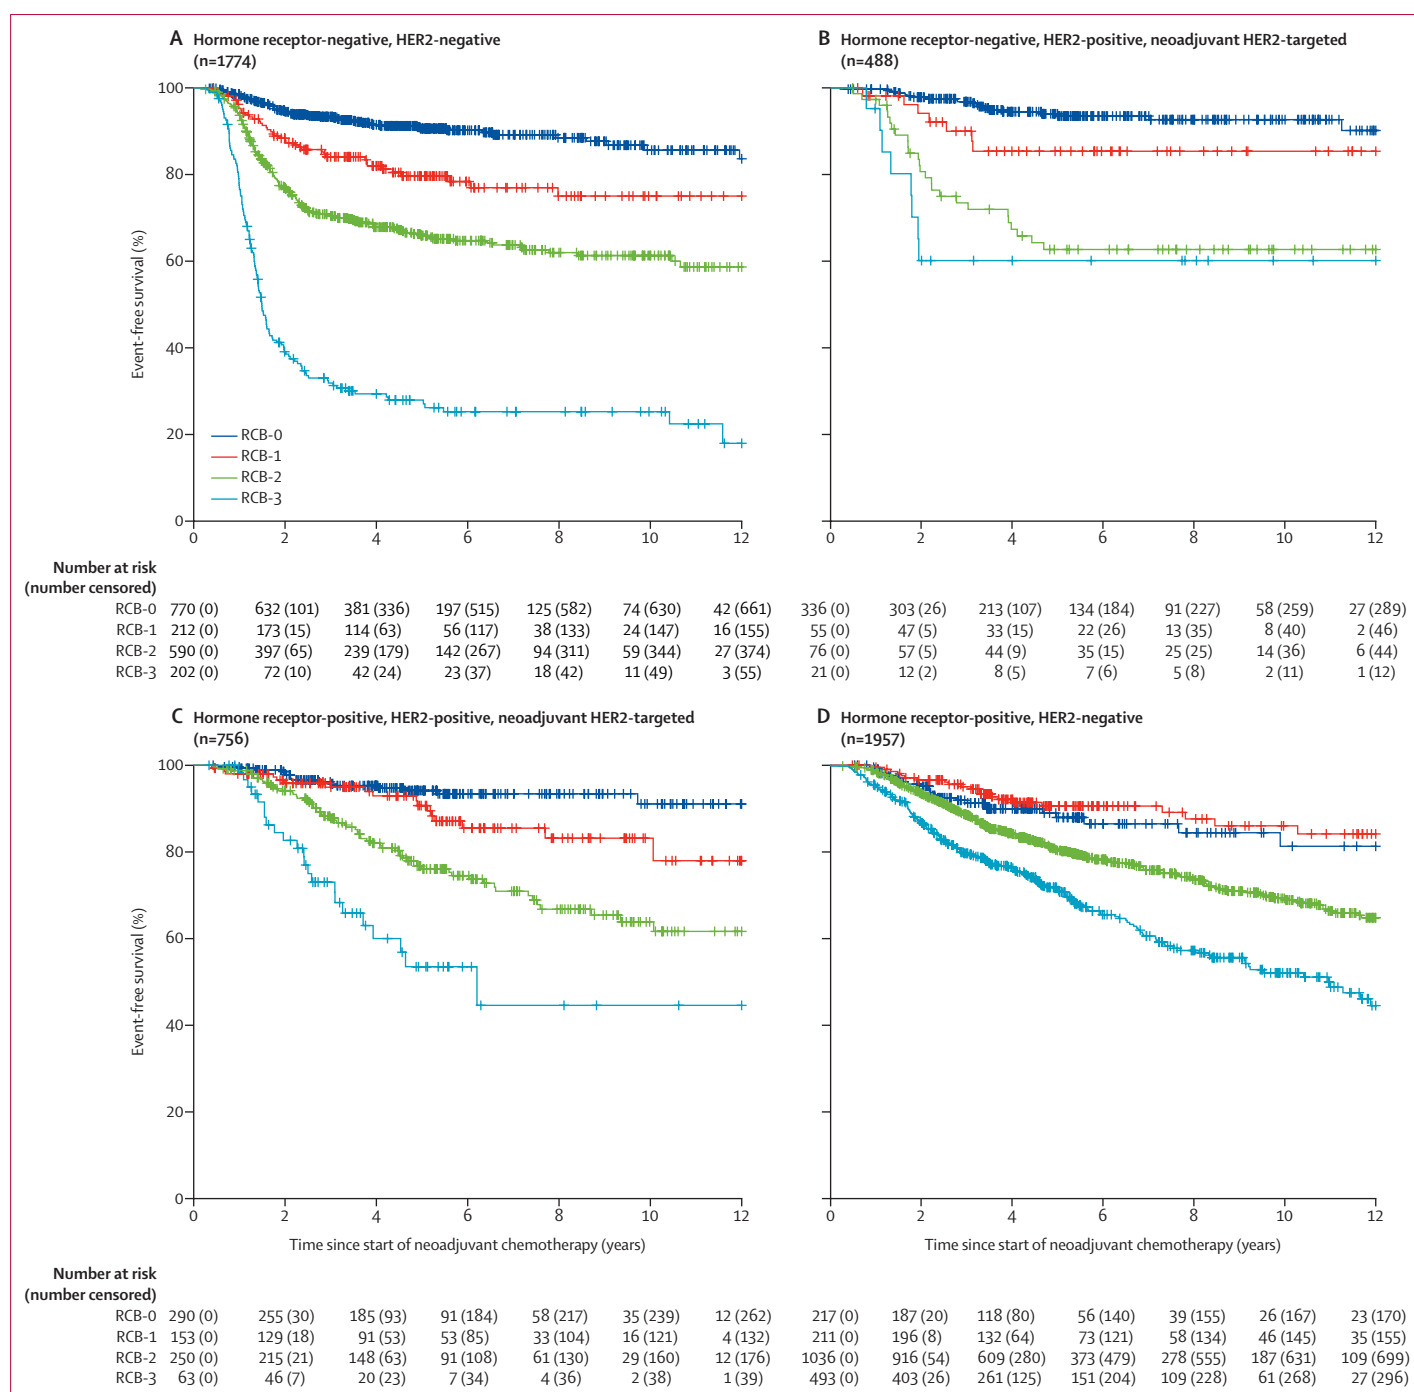 A Hormone receptor-negative, HER2-negative
(n=1774)
B Hormone receptor-negative, HER2-positive, neoadjuvant HER2-targeted
(n=488)
100
80
60
40
20
0
Event-free survival (%)
RCB-0
RCB-1
RCB-2
RCB-3
0 2 4 6 8 10 12
0 2 4 6 8 10 12
Number at risk
(number censored)
RCB-0 770 (0) 632 (101) 381 (336) 197 (515) 125 (582) 74 (630) 42 (661) 336 (0) 303 (26) 213 (107) 134 (184) 91 (227) 58 (259) 27 (289)
RCB-1 212 (0) 173 (15) 114 (63) 56 (117) 38 (133) 24 (147) 16 (155) 55 (0) 47 (5) 33 (15) 22 (26) 13 (35) 8 (40) 2 (46)
RCB-2 590 (0) 397 (65) 239 (179) 142 (267) 94 (311) 59 (344) 27 (374) 76 (0) 57 (5) 44 (9) 35 (15) 25 (25) 14 (36) 6 (44)
RCB-3 202 (0) 72 (10) 42 (24) 23 (37) 18 (42) 11 (49) 3 (55) 21 (0) 12 (2) 8 (5) 7 (6) 5 (8) 2 (11) 1 (12)
C Hormone receptor-positive, HER2-positive, neoadjuvant HER2-targeted
(n=756)
D Hormone receptor-positive, HER2-negative
(n=1957)
100
80
60
40
20
0
Event-free survival (%)
0 2 4 6 8 10 12
0 2 4 6 8 10 12
Time since start of neoadjuvant chemotherapy (years)
Time since start of neoadjuvant chemotherapy (years)
Number at risk
(number censored)
RCB-0 290 (0) 255 (30) 185 (93) 91 (184) 58 (217) 35 (239) 12 (262) 217 (0) 187 (20) 118 (80) 56 (140) 39 (155) 26 (167) 23 (170)
RCB-1 153 (0) 129 (18) 91 (53) 53 (85) 33 (104) 16 (121) 4 (132) 211 (0) 196 (8) 132 (64) 73 (121) 58 (134) 46 (145) 35 (155)
RCB-2 250 (0) 215 (21) 148 (63) 91 (108) 61 (130) 29 (160) 12 (176) 1036 (0) 916 (54) 609 (280) 373 (479) 278 (555) 187 (631) 109 (699)
RCB-3 63 (0) 46 (7) 20 (23) 7 (34) 4 (36) 2 (38) 1 (39) 493 (0) 403 (26) 261 (125) 151 (204) 109 (228) 61 (268) 27 (296)